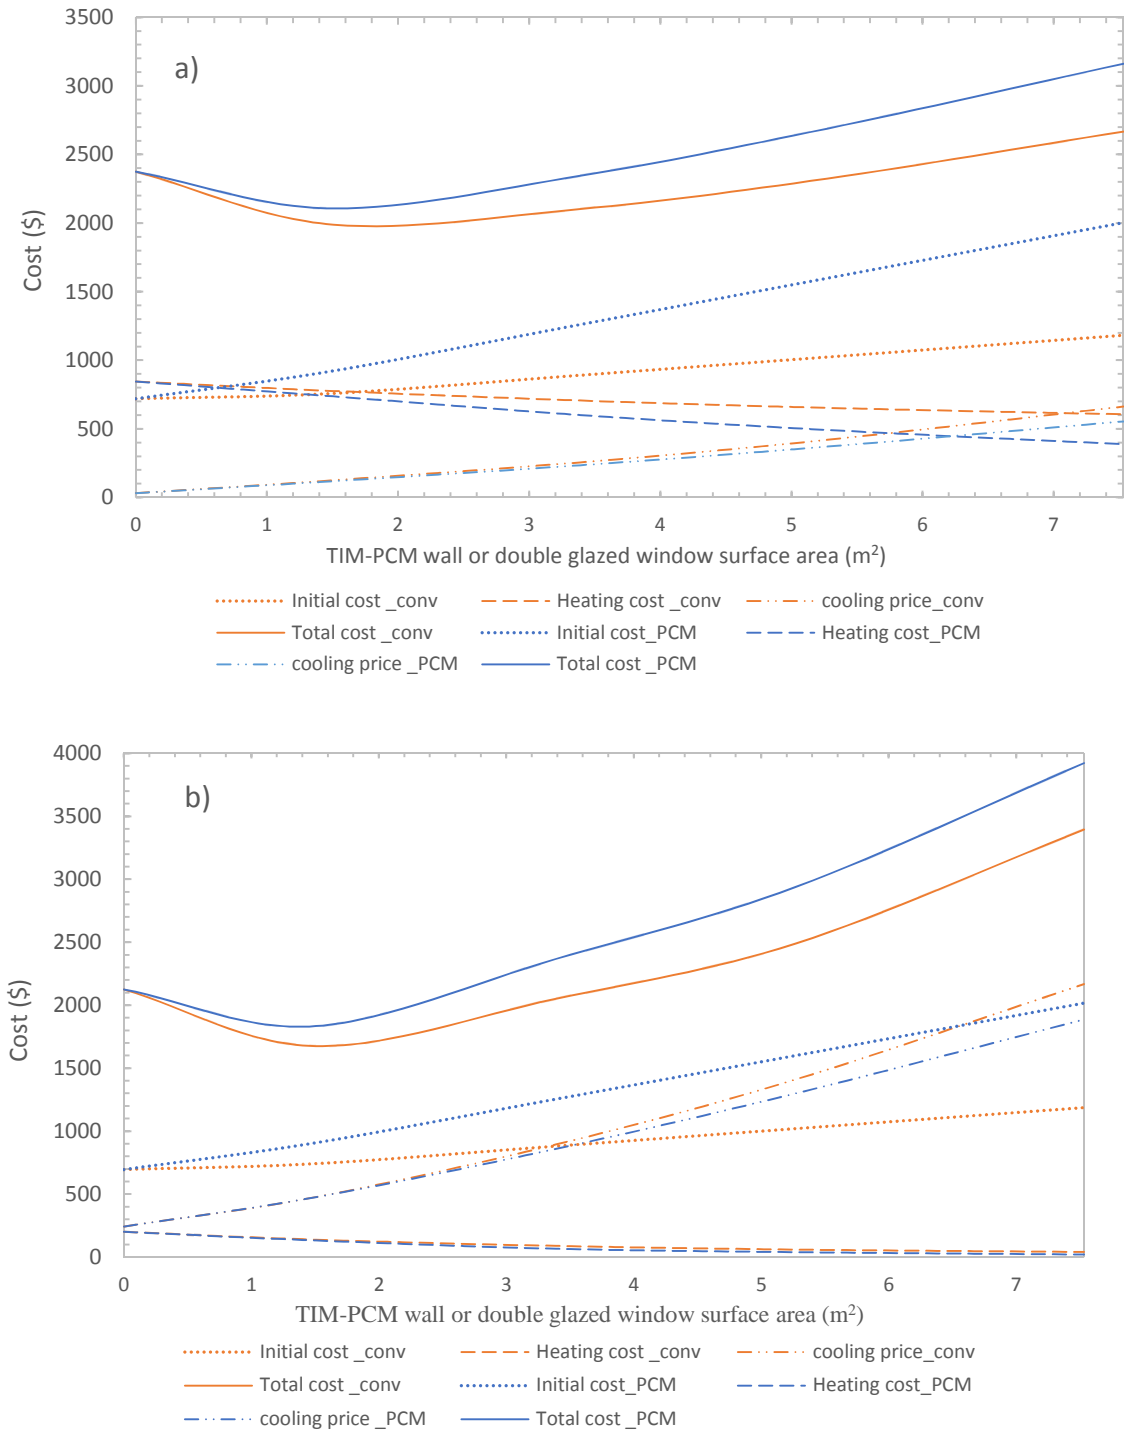 3500
3000
2500
2000
1500
1000
500
0
Cost ($)
a)
0 1 2 3 4 5 6 7
TIM-PCM wall or double glazed window surface area (m²)
Initial cost _conv Heating cost _conv cooling price_conv
Total cost _conv Initial cost_PCM Heating cost_PCM
cooling price _PCM Total cost _PCM
4000
3500
3000
2500
2000
1500
1000
500
0
Cost ($)
b)
0 1 2 3 4 5 6 7
TIM-PCM wall or double glazed window surface area (m²)
Initial cost _conv Heating cost _conv cooling price_conv
Total cost _conv Initial cost_PCM Heating cost_PCM
cooling price _PCM Total cost_PCM